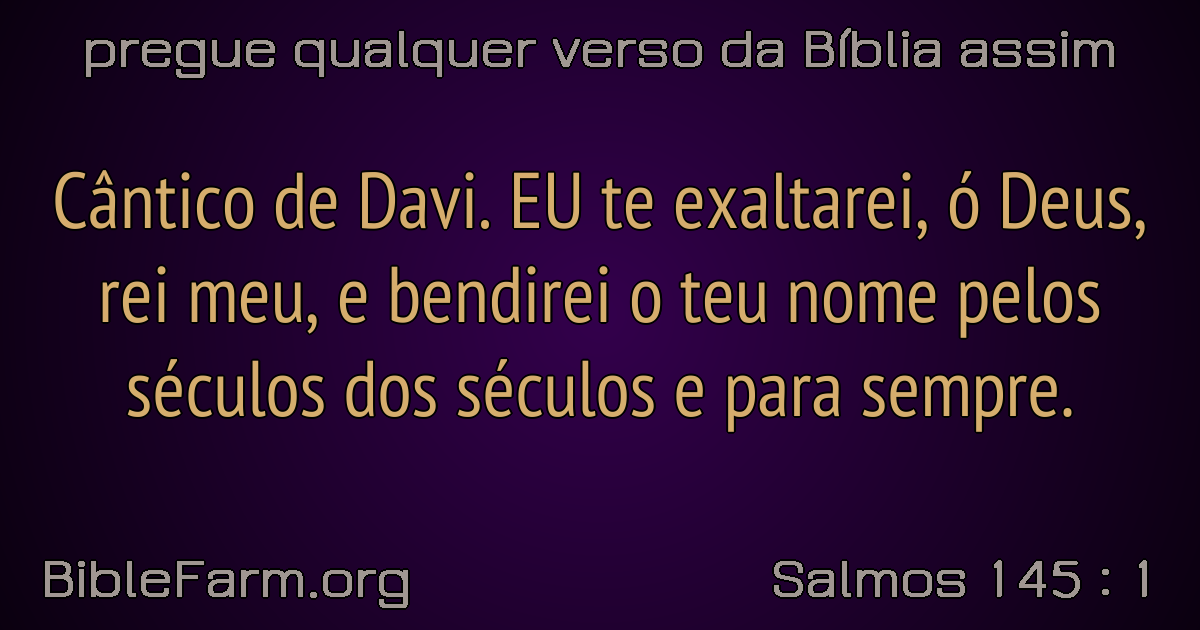 pregue qualquer verso da Bíblia assim
Cântico de Davi. EU te exaltarei, ó Deus,
rei meu, e bendirei o teu nome pelos
séculos dos séculos e para sempre.
BibleFarm.org
Salmos 145 : 1